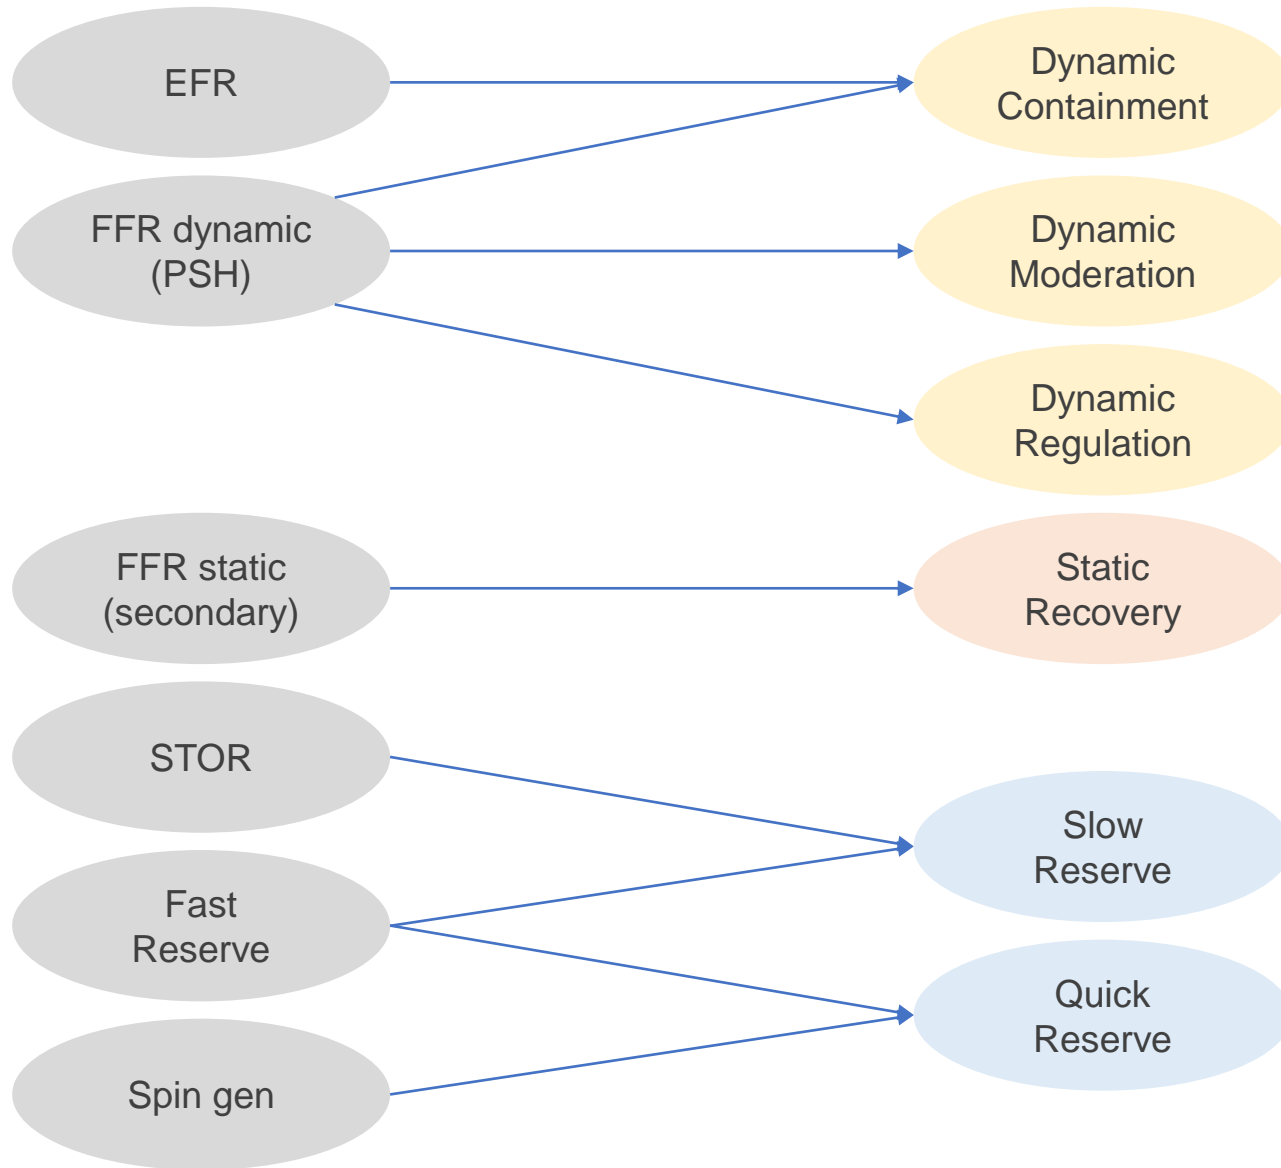 EFR
Dynamic
Containment
FFR dynamic
(PSH)
Dynamic
Moderation
Dynamic
Regulation
FFR static
(secondary)
Static
Recovery
STOR
Slow
Reserve
Fast
Reserve
Quick
Reserve
Spin gen